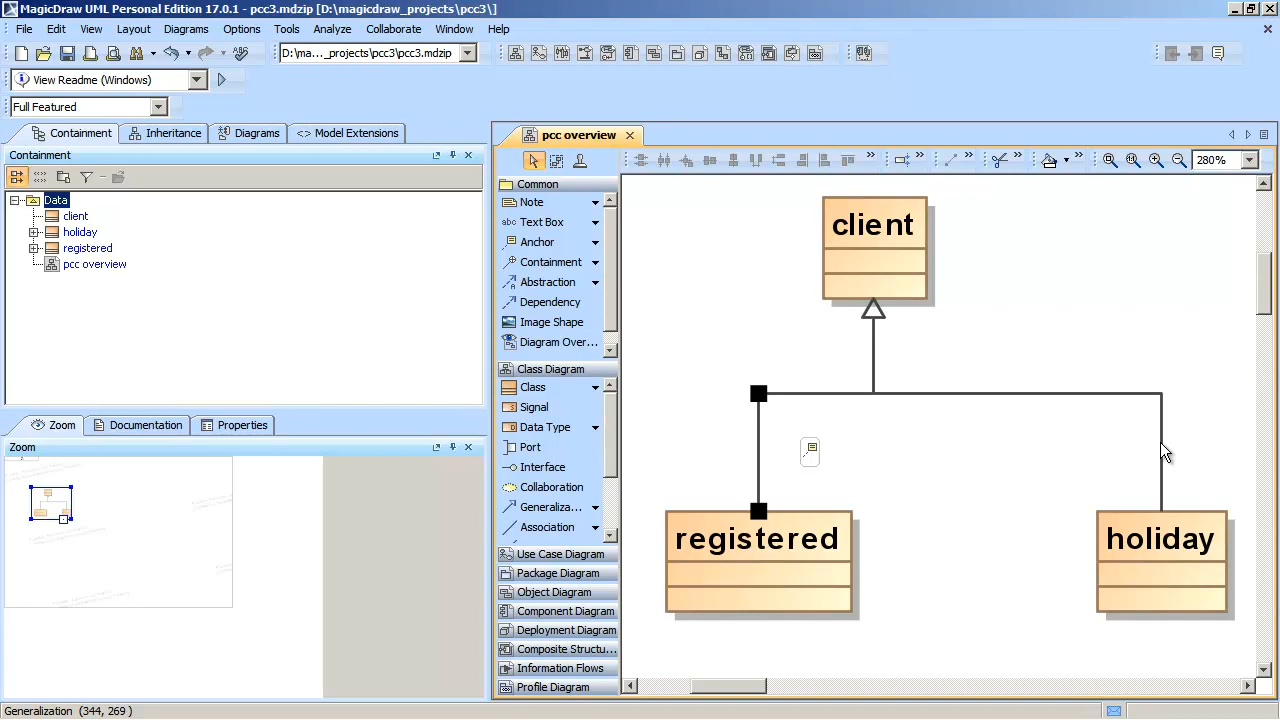 MagicDraw UML Personal Edition 17.0.1 - pcc3.mdzip [D:\magicdraw_projects\pcc3\]
File Edit View Layout Diagrams Options Tools Analyze Collaborate Window Help
D:\ma..._projects\pcc3\pcc3.mdzip
View Readme (Windows)
Full Featured
Containment Inheritance Diagrams Model Extensions
Containment
Data
client
holiday
registered
pcc overview
Zoom Documentation Properties
Zoom
pcc overview
280%
Common
Note
abc Text Box
Anchor
Containment
Abstraction
Dependency
Image Shape
Diagram Over...
Class Diagram
Class
Signal
Data Type
Port
Interface
Collaboration
Generaliza...
Association
Use Case Diagram
Package Diagram
Object Diagram
Component Diagram
Deployment Diagram
Composite Structu...
Information Flows
Profile Diagram
client
registered
holiday
Generalization (344, 269 )